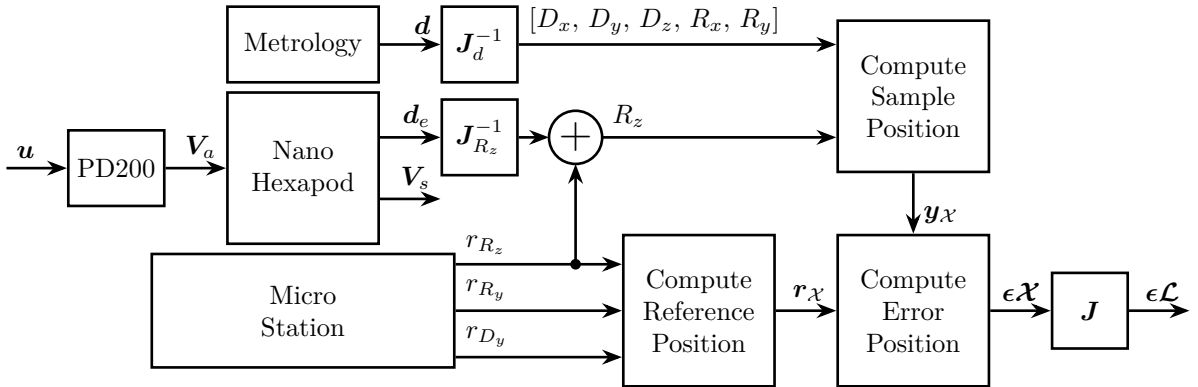 Metrology
d
J_d^{-1}
[D_x, D_y, D_z, R_x, R_y]
Compute
Sample
Position
u
PD200
V_a
Nano
Hexapod
d_e
J_{R_z}^{-1}
+
R_z
V_s
y_𝒳
Micro
Station
r_{R_z}
r_{R_y}
r_{D_y}
Compute
Reference
Position
r_𝒳
Compute
Error
Position
ϵ𝒳
J
ϵℒ